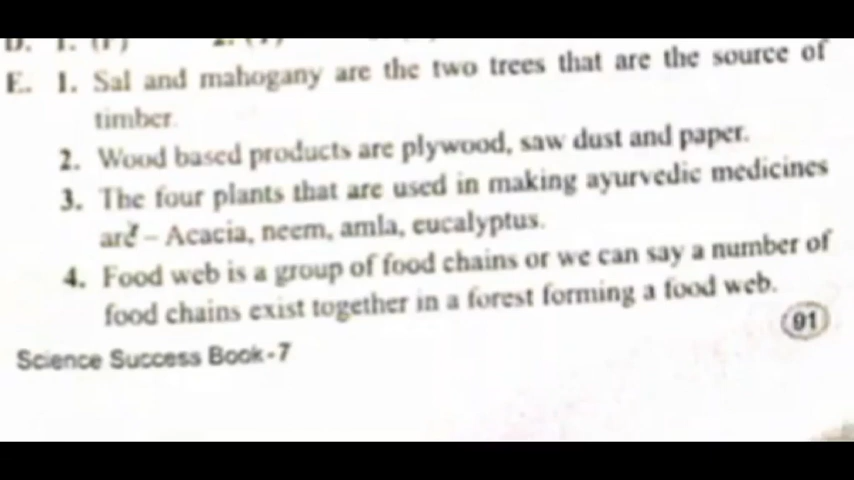 D. 1. (F) 2. (T)
E. 1. Sal and mahogany are the two trees that are the source of
timber.
2. Wood based products are plywood, saw dust and paper.
3. The four plants that are used in making ayurvedic medicines
are – Acacia, neem, amla, eucalyptus.
4. Food web is a group of food chains or we can say a number of
food chains exist together in a forest forming a food web.
91
Science Success Book-7